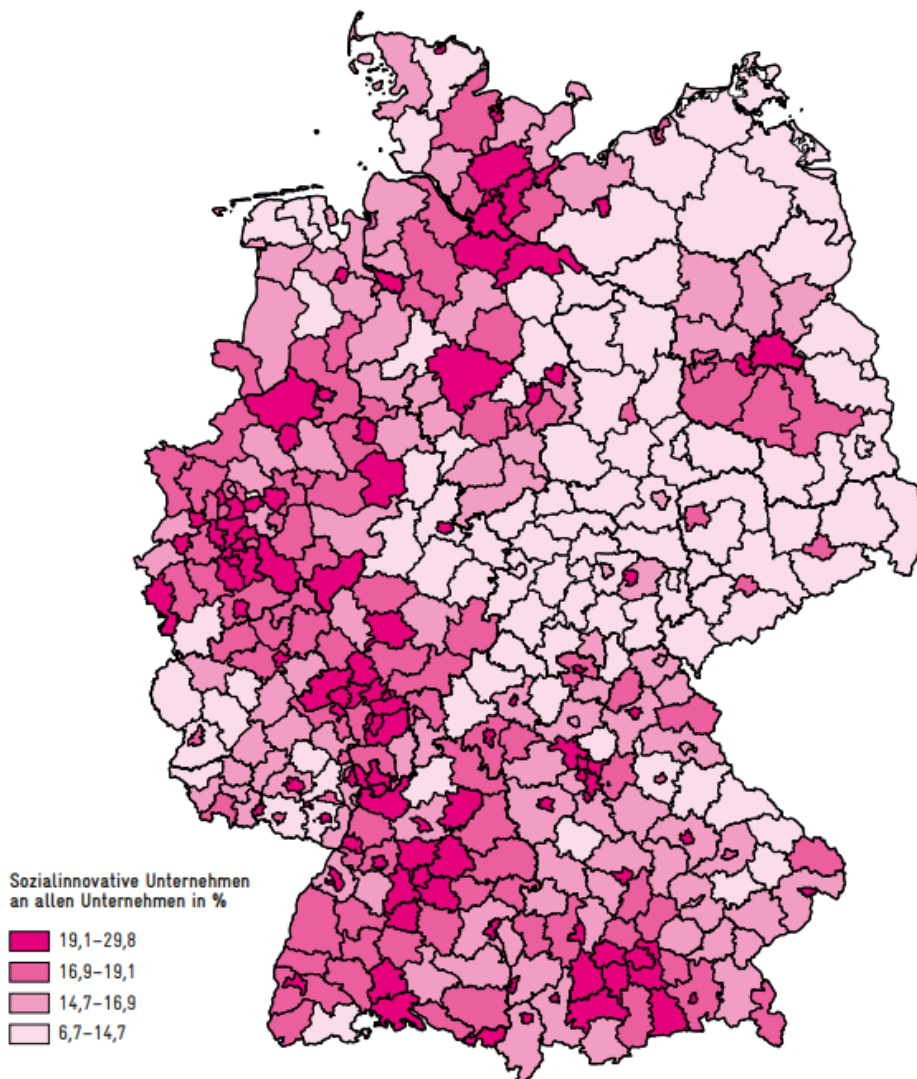 Sozialinnovative Unternehmen
an allen Unternehmen in %
19,1–29,8
16,9–19,1
14,7–16,9
6,7–14,7